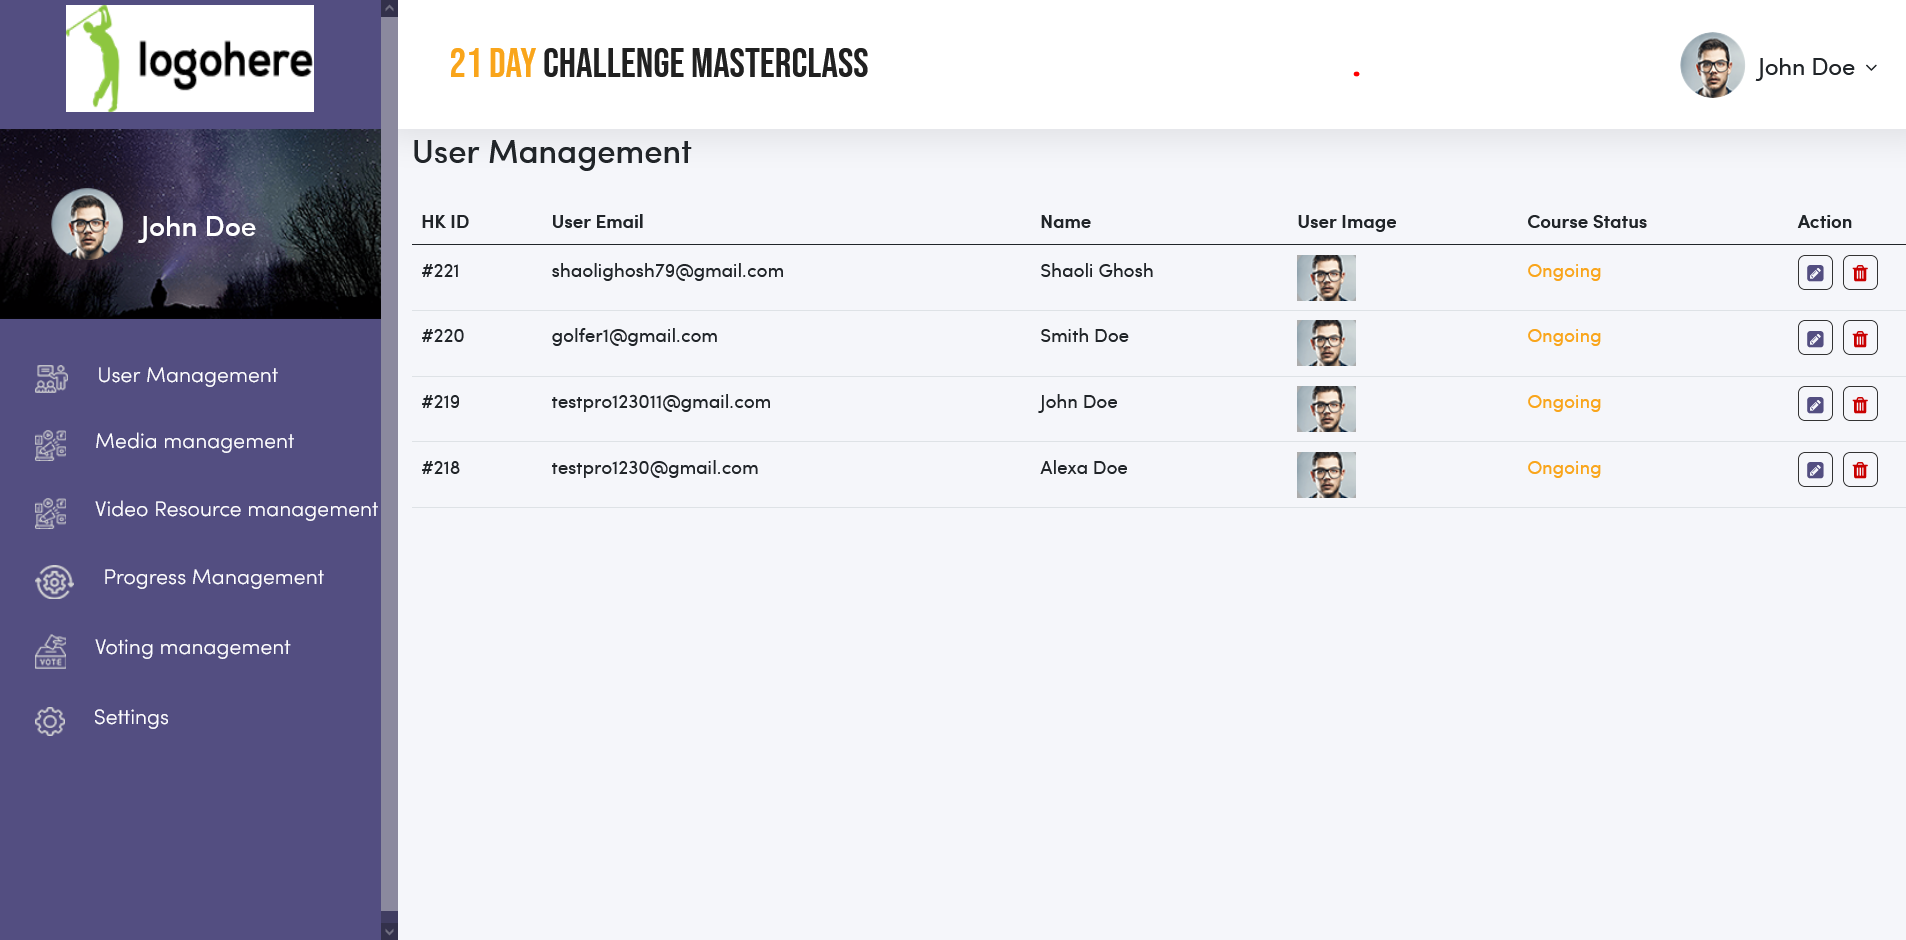 logohere
21 DAY CHALLENGE MASTERCLASS
John Doe
John Doe
User Management
Media management
Video Resource management
Progress Management
VOTE
Voting management
Settings
User Management
HK ID User Email Name User Image Course Status Action
#221 shaolighosh79@gmail.com Shaoli Ghosh Ongoing
#220 golfer1@gmail.com Smith Doe Ongoing
#219 testpro123011@gmail.com John Doe Ongoing
#218 testpro1230@gmail.com Alexa Doe Ongoing